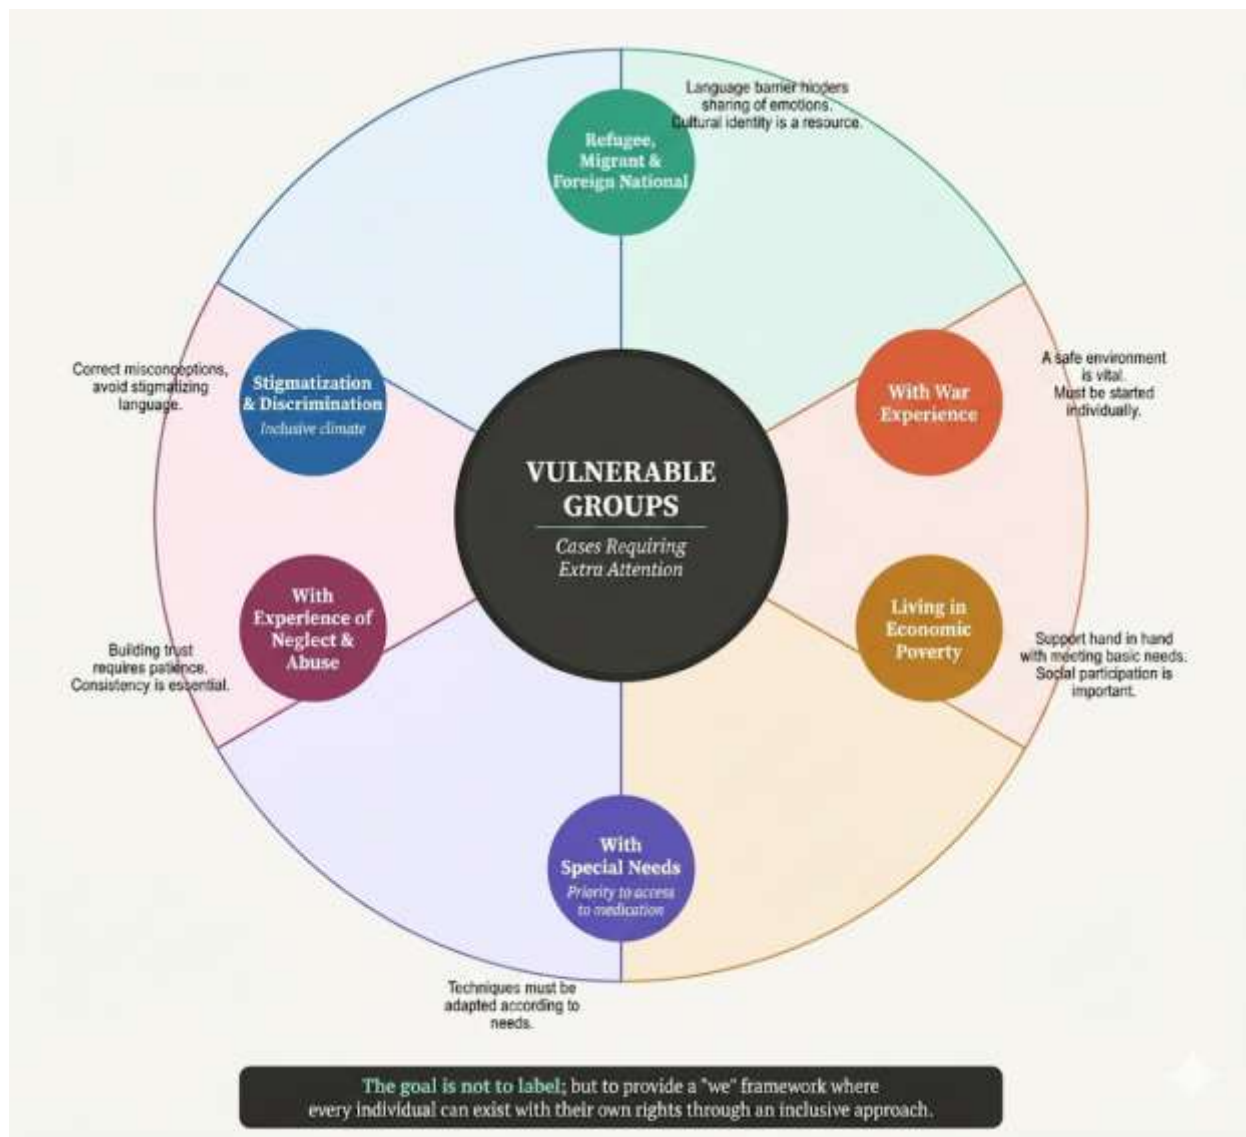 Language barrier hinders
sharing of emotions.
Cultural identity is a resource.
Refugee,
Migrant &
Foreign National
Correct misconceptions,
avoid stigmatizing
language.
Stigmatization
& Discrimination
Inclusive climate
With War
Experience
A safe environment
is vital.
Must be started
individually.
VULNERABLE
GROUPS
Cases Requiring
Extra Attention
With
Experience of
Neglect &
Abuse
Building trust
requires patience.
Consistency is essential.
Living in
Economic
Poverty
Support hand in hand
with meeting basic needs.
Social participation is
important.
With
Special Needs
Priority to access
to medication
Techniques must be
adapted according to
needs.
The goal is not to label; but to provide a "we" framework where
every individual can exist with their own rights through an inclusive approach.